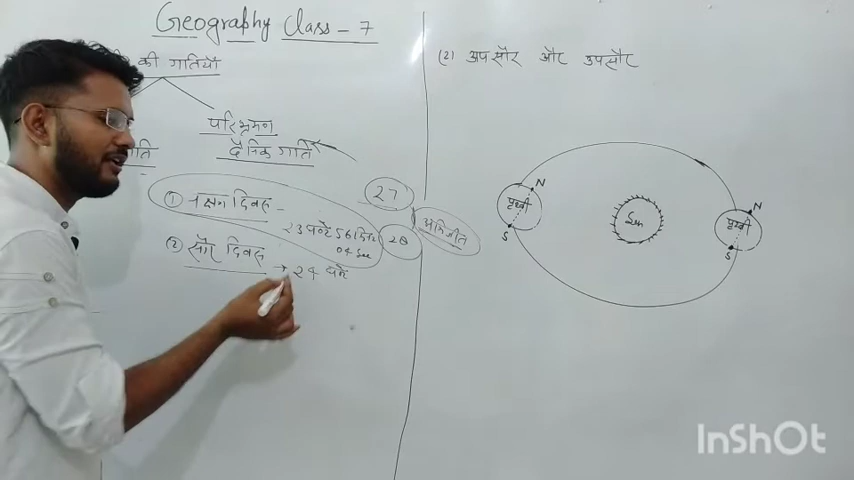 Geography Class - 7
की गतियाँ
परिभ्रमण
गति
दैनिक गति
① नक्षत्र दिवस -
23 घण्टे 56 मिनट
04 Sec
② सौर दिवस
→ 24 घंटे
27
28
अभिजीत
(2) अपसौर और उपसौर
N
पृथ्वी
S
Sun
N
पृथ्वी
S
InShOt